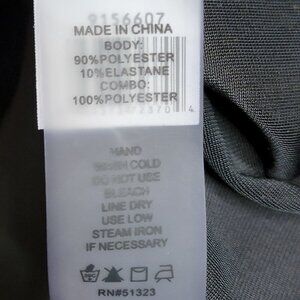 9156607
MADE IN CHINA
BODY:
90%POLYESTER
10%ELASTANE
COMBO:
100%POLYESTER
HAND
WASH COLD
DO NOT USE
BLEACH
LINE DRY
USE LOW
STEAM IRON
IF NECESSARY
RN#51323